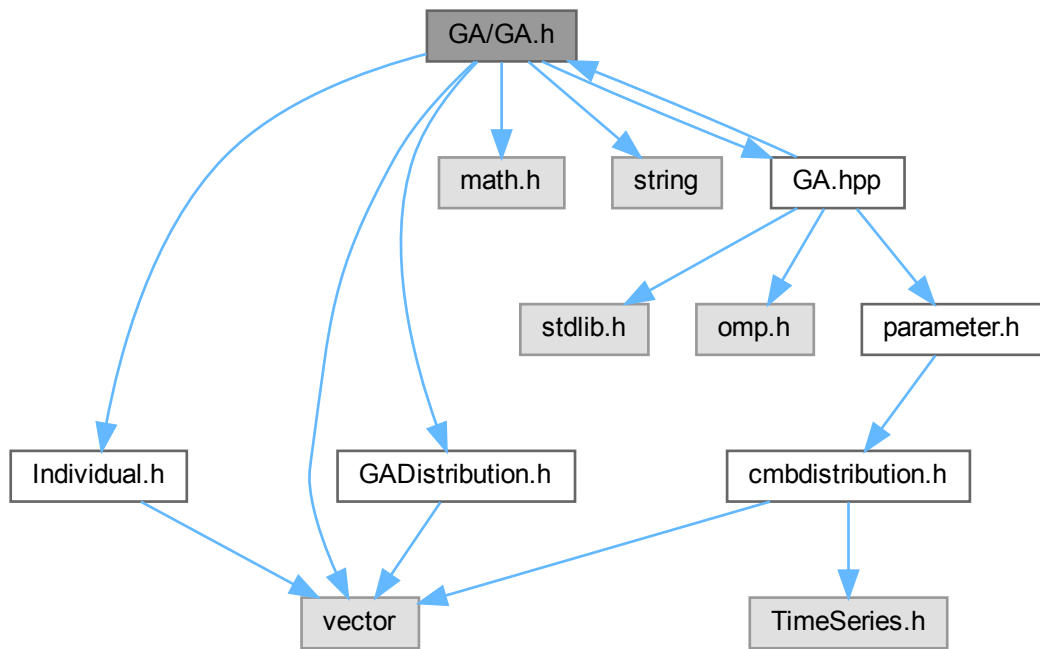 GA/GA.h
math.h
string
GA.hpp
stdlib.h
omp.h
parameter.h
Individual.h
GADistribution.h
cmbdistribution.h
vector
TimeSeries.h